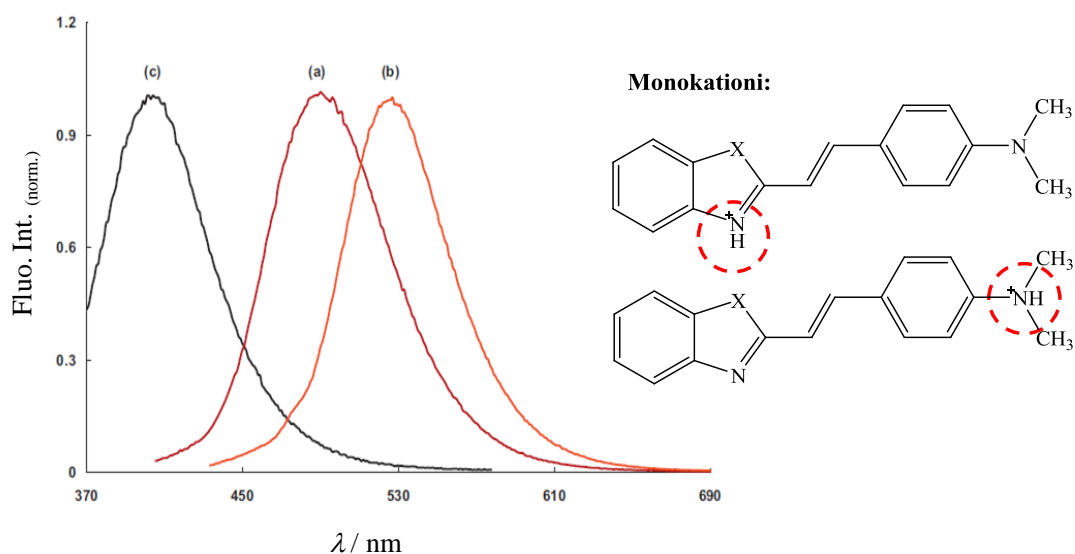 1.2
0.9
0.6
0.3
0
370
450
530
610
690
Fluo. Int. (norm.)
λ / nm
(c)
(a)
(b)
Monokationi:
X
+
N
H
N
CH3
CH3
X
N
+
NH
CH3
CH3